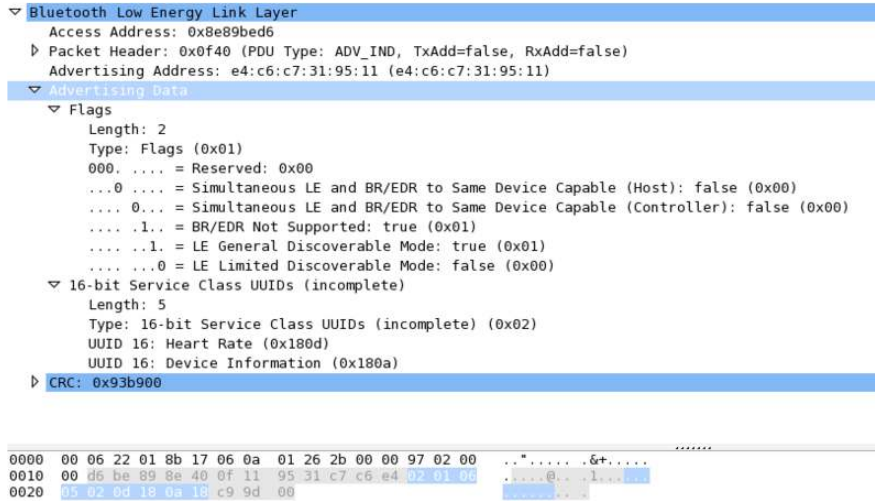 Bluetooth Low Energy Link Layer
Access Address: 0x8e89bed6
Packet Header: 0x0f40 (PDU Type: ADV_IND, TxAdd=false, RxAdd=false)
Advertising Address: e4:c6:c7:31:95:11 (e4:c6:c7:31:95:11)
Advertising Data
Flags
Length: 2
Type: Flags (0x01)
000. .... = Reserved: 0x00
...0 .... = Simultaneous LE and BR/EDR to Same Device Capable (Host): false (0x00)
.... 0... = Simultaneous LE and BR/EDR to Same Device Capable (Controller): false (0x00)
.... .1.. = BR/EDR Not Supported: true (0x01)
.... ..1. = LE General Discoverable Mode: true (0x01)
.... ...0 = LE Limited Discoverable Mode: false (0x00)
16-bit Service Class UUIDs (incomplete)
Length: 5
Type: 16-bit Service Class UUIDs (incomplete) (0x02)
UUID 16: Heart Rate (0x180d)
UUID 16: Device Information (0x180a)
CRC: 0x93b900
0000 00 06 22 01 8b 17 06 0a 01 26 2b 00 00 97 02 00 .."..... .&+.....
0010 00 d6 be 89 8e 40 0f 11 95 31 c7 c6 e4 02 01 06 .....@.. .1......
0020 05 02 0d 18 0a 18 c9 9d 00 ........ .